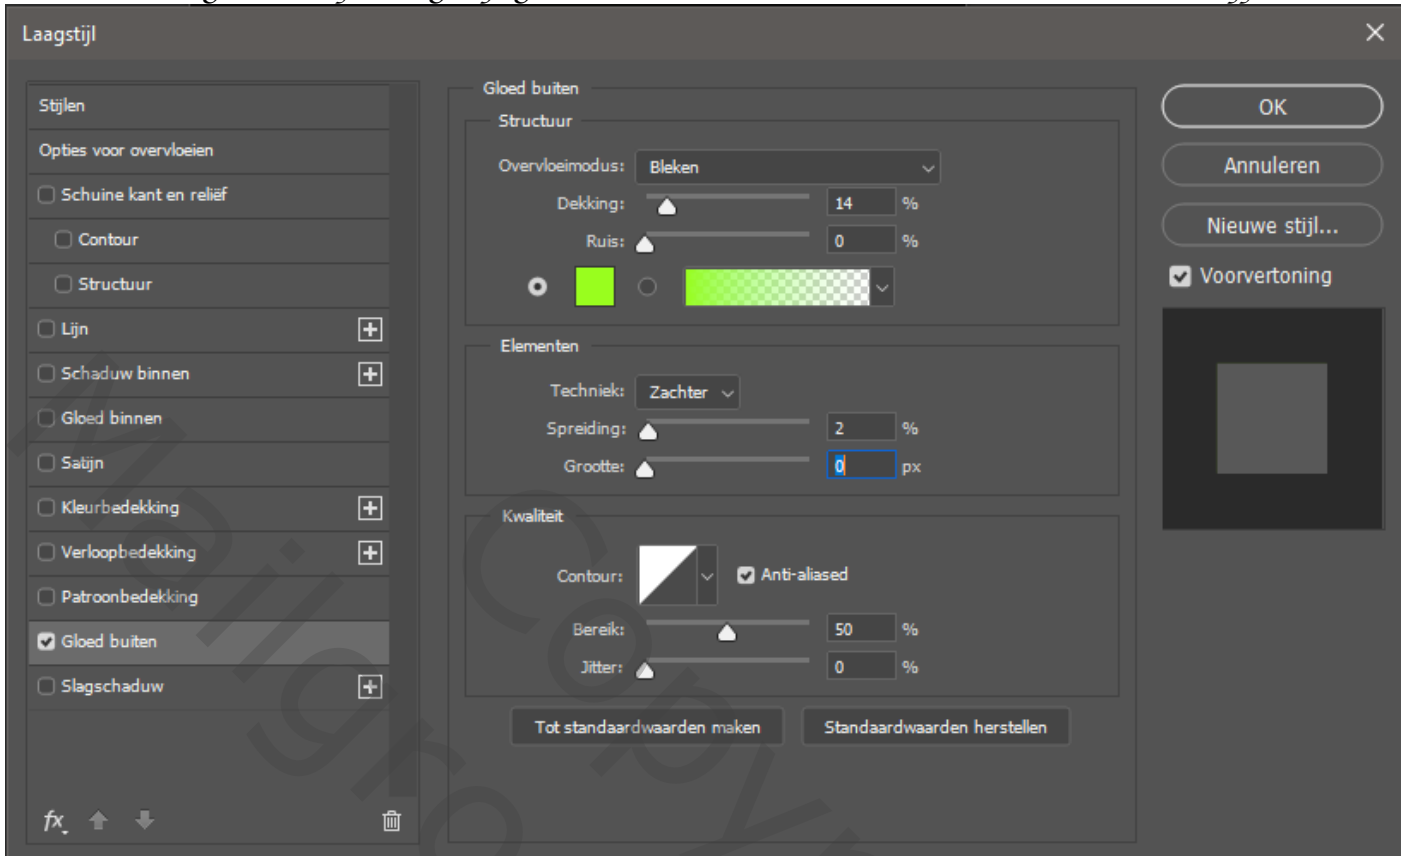 Laagstijl
Stijlen
Opties voor overvloeien
Schuine kant en reliëf
Contour
Structuur
Lijn
Schaduw binnen
Gloed binnen
Satijn
Kleurbedekking
Verloopbedekking
Patroonbedekking
Gloed buiten
Slagschaduw
fx
Gloed buiten
Structuur
Overvloeimodus: Bleken
Dekking: 14 %
Ruis: 0 %
Elementen
Techniek: Zachter
Spreiding: 2 %
Grootte: 0 px
Kwaliteit
Contour: Anti-aliased
Bereik: 50 %
Jitter: 0 %
Tot standaardwaarden maken Standaardwaarden herstellen
OK
Annuleren
Nieuwe stijl...
Voorvertoning